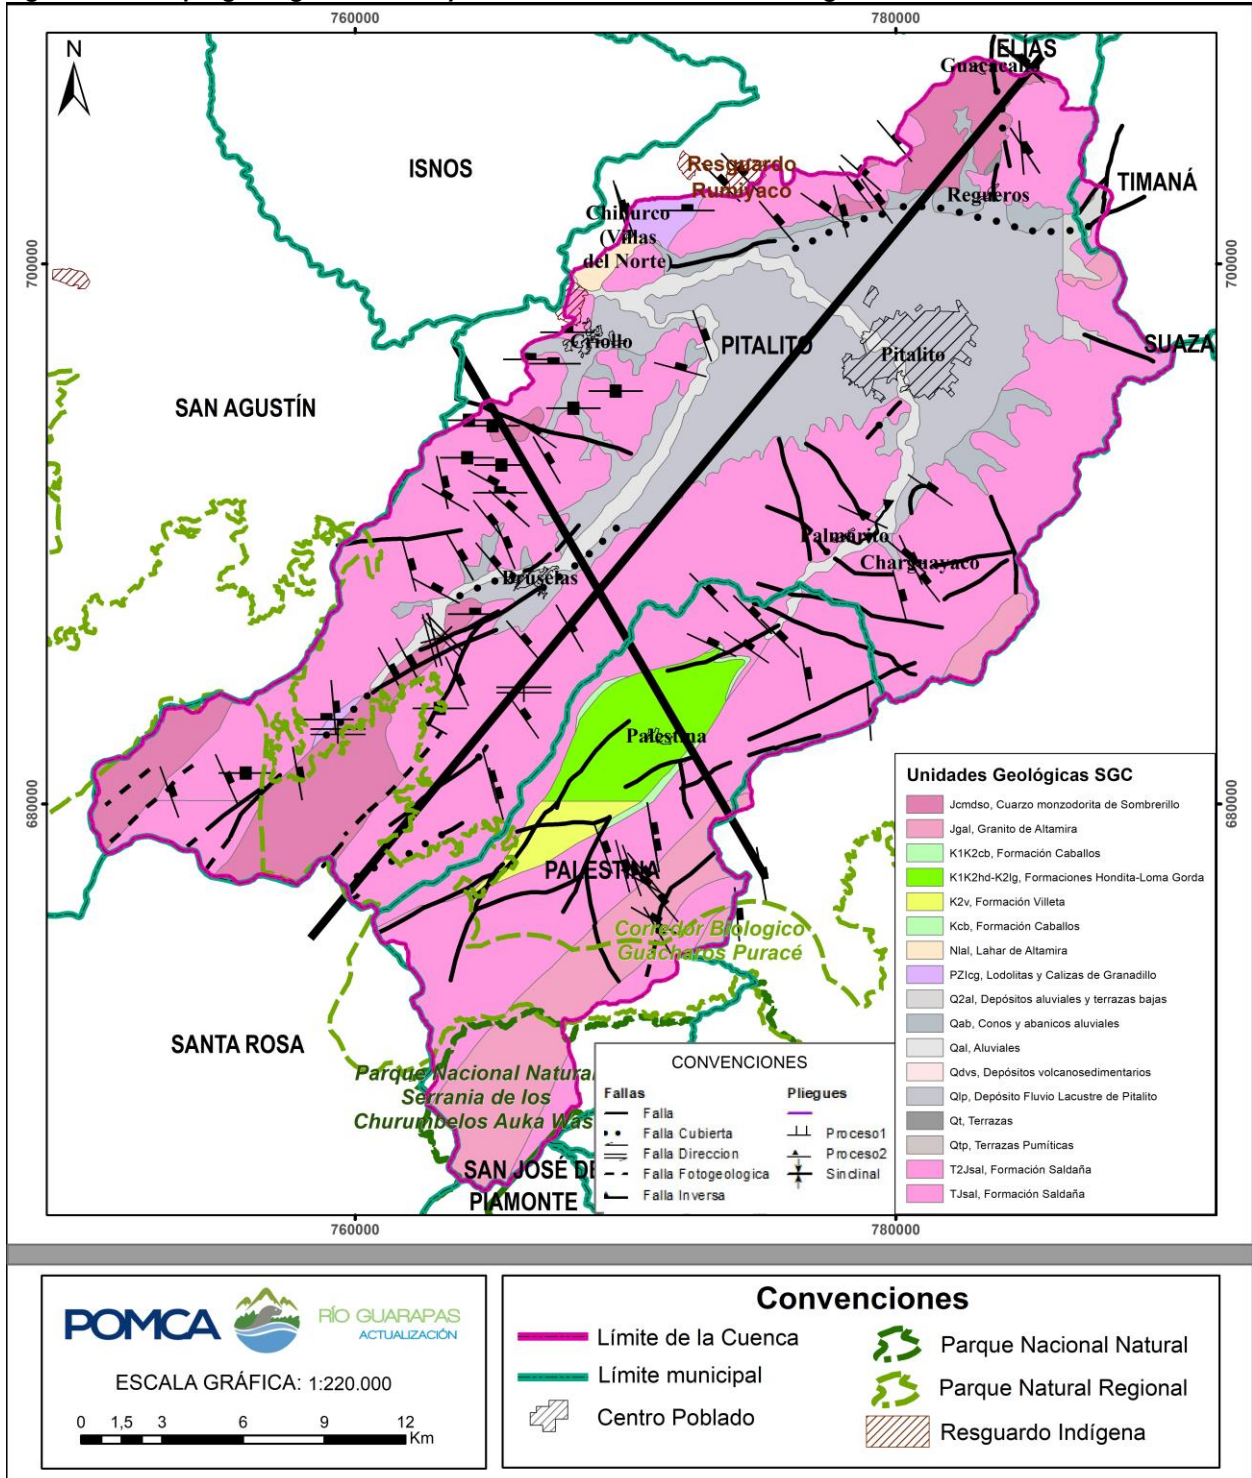 760000
780000
N
ELÍAS
Guacacallo
ISNOS
Resguardo
Rumiyaco
TIMANÁ
Regueros
Chillurco
(Villas
del Norte)
700000
700000
Criollo
PITALITO
Pitalito
SUAZA
SAN AGUSTÍN
Palmarito
Charguayaco
Bruselas
Palestina
680000
680000
PALESTINA
Corredor Biologico
Guacharos Puracé
SANTA ROSA
Parque Nacional Natural
Serrania de los
Churumbelos Auka Wasi
SAN JOSÉ DE
PIAMONTE
Unidades Geológicas SGC
Jcmdso, Cuarzo monzodorita de Sombrerillo
Jgal, Granito de Altamira
K1K2cb, Formación Caballos
K1K2hd-K2lg, Formaciones Hondita-Loma Gorda
K2v, Formación Villeta
Kcb, Formación Caballos
Nlal, Lahar de Altamira
PZlcg, Lodolitas y Calizas de Granadillo
Q2al, Depósitos aluviales y terrazas bajas
Qab, Conos y abanicos aluviales
Qal, Aluviales
Qdvs, Depósitos volcanosedimentarios
Qlp, Depósito Fluvio Lacustre de Pitalito
Qt, Terrazas
Qtp, Terrazas Pumíticas
T2Jsal, Formación Saldaña
TJsal, Formación Saldaña
CONVENCIONES
Fallas
Falla
Falla Cubierta
Falla Direccion
Falla Fotogeologica
Falla Inversa
Pliegues
Proceso1
Proceso2
Sinclinal
760000
780000
POMCA
RÍO GUARAPAS
ACTUALIZACIÓN
ESCALA GRÁFICA: 1:220.000
0 1,5 3 6 9 12
Km
Convenciones
Límite de la Cuenca
Límite municipal
Centro Poblado
Parque Nacional Natural
Parque Natural Regional
Resguardo Indígena